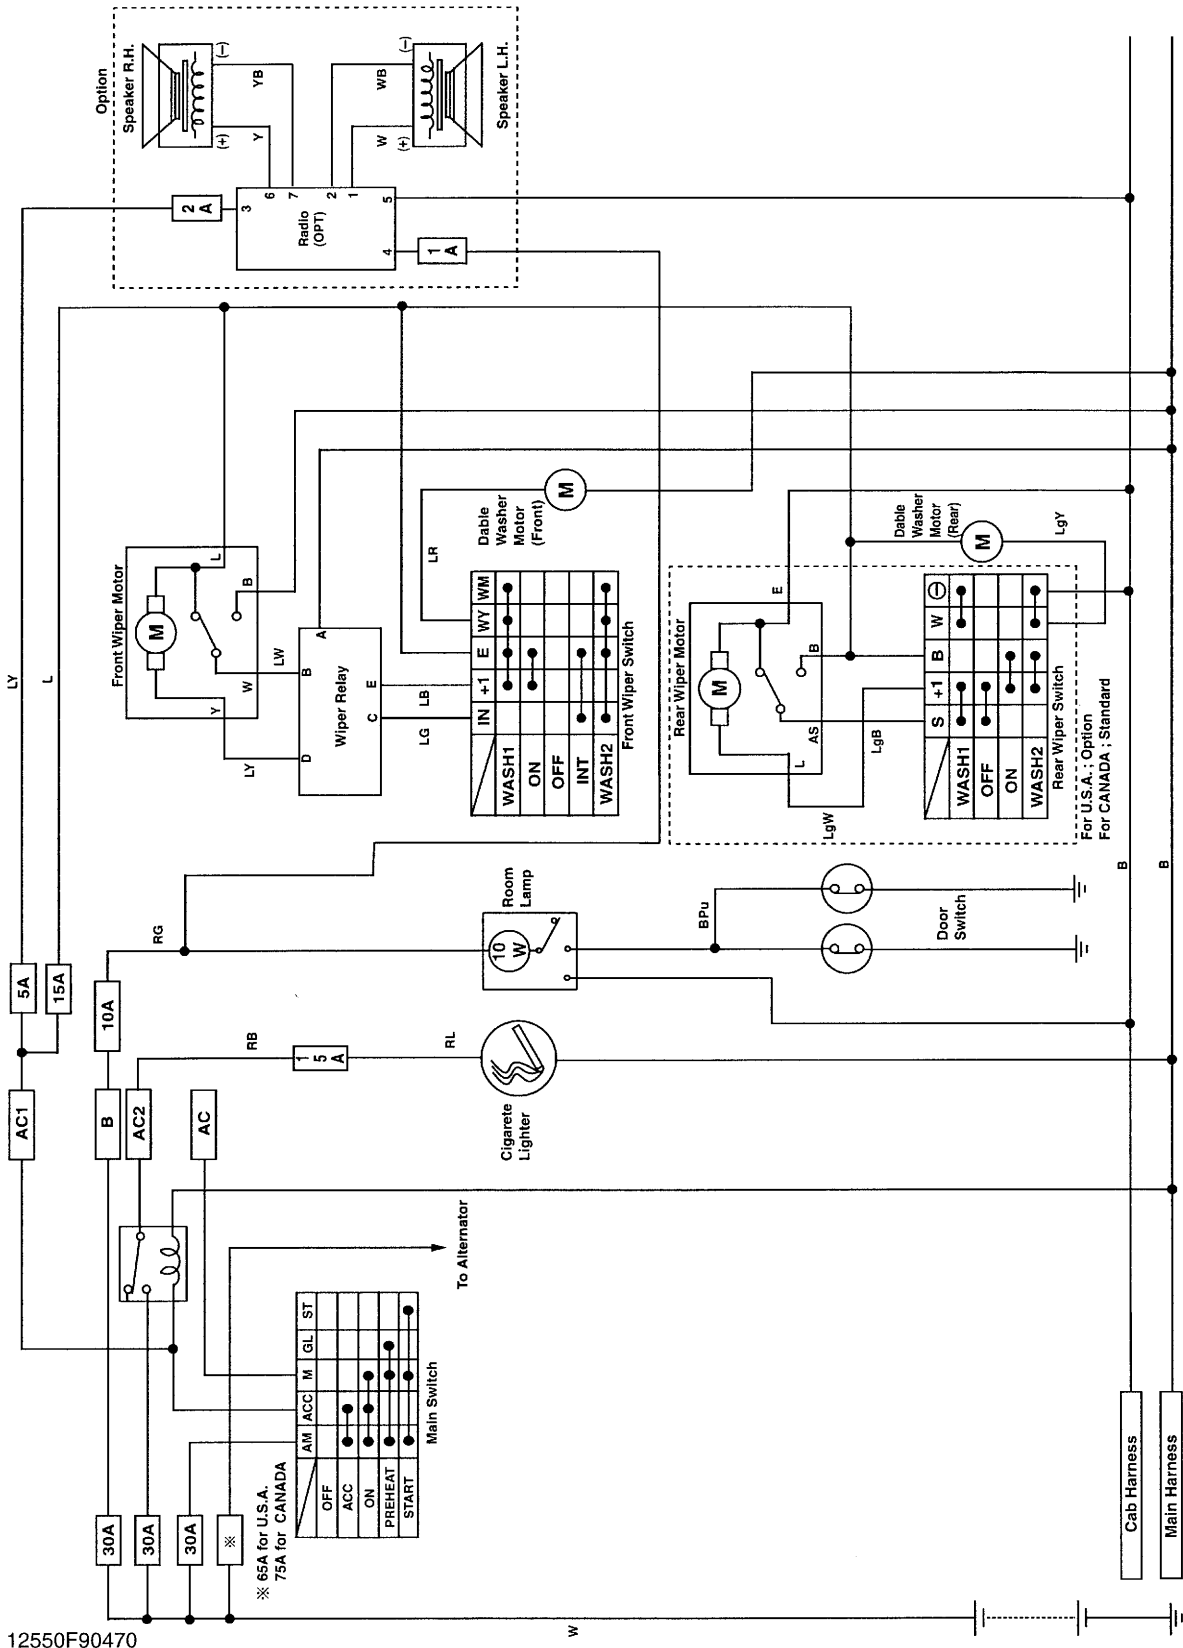 Option
Speaker R.H.
(–)
(+)
YB
Y
WB
W
(–)
(+)
Speaker L.H.
2
A
3
6
7
2
1
5
4
Radio
(OPT)
1
A
LY
L
Front Wiper Motor
M
L
B
W
Y
LW
LY
A
B
D
E
C
Wiper Relay
LB
LG
LR
Dable
Washer
Motor
(Front)
M
IN +1 E WY WM
WASH1
ON
OFF
INT
WASH2
Front Wiper Switch
Rear Wiper Motor
M
E
B
AS
L
LgB
LgW
Dable
Washer
Motor
(Rear)
M
LgY
S +1 B W ⊖
WASH1
OFF
ON
WASH2
Rear Wiper Switch
For U.S.A. ; Option
For CANADA ; Standard
B
B
RG
Room
Lamp
10
W
BPu
Door
Switch
5A
15A
10A
RB
1
5
A
RL
Cigarete
Lighter
AC1
B
AC2
AC
To Alternator
AM ACC M GL ST
OFF
ACC
ON
PREHEAT
START
Main Switch
30A
30A
30A
※
※ 65A for U.S.A.
75A for CANADA
Cab Harness
Main Harness
W
12550F90470